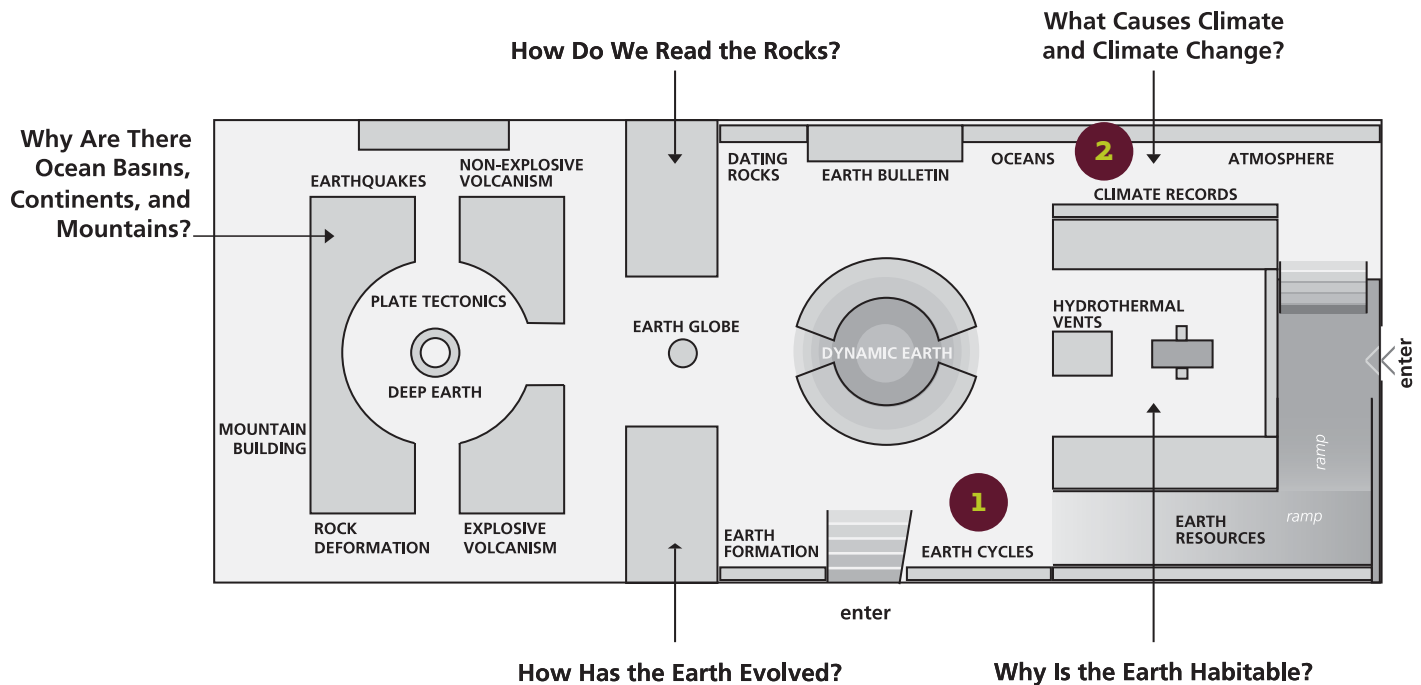 What Causes Climate
and Climate Change?
How Do We Read the Rocks?
Why Are There
Ocean Basins,
Continents, and
Mountains?
EARTHQUAKES
NON-EXPLOSIVE
VOLCANISM
DATING
ROCKS
EARTH BULLETIN
OCEANS
2
ATMOSPHERE
CLIMATE RECORDS
PLATE TECTONICS
DEEP EARTH
EARTH GLOBE
DYNAMIC EARTH
HYDROTHERMAL
VENTS
enter
MOUNTAIN
BUILDING
ramp
ROCK
DEFORMATION
EXPLOSIVE
VOLCANISM
EARTH
FORMATION
1
EARTH CYCLES
EARTH
RESOURCES
ramp
enter
How Has the Earth Evolved?
Why Is the Earth Habitable?